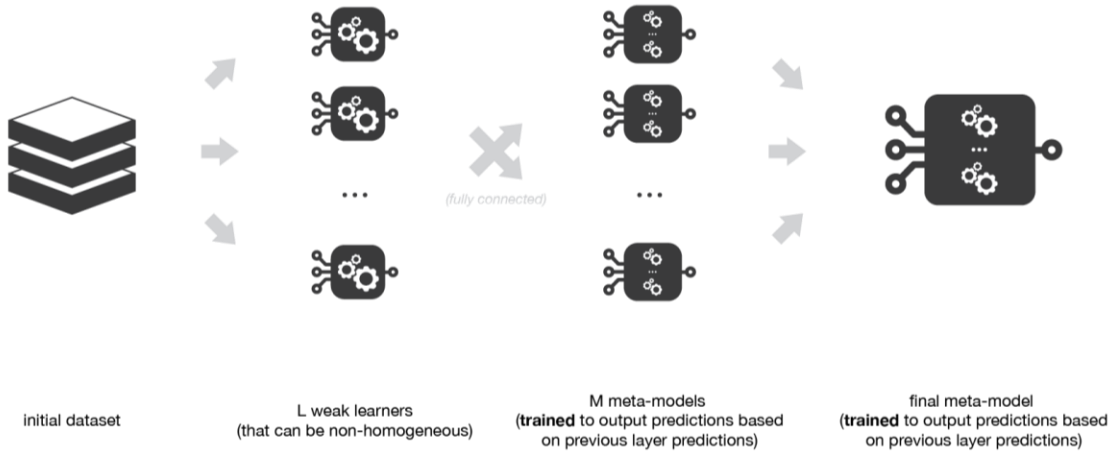 (fully connected)
initial dataset
L weak learners
(that can be non-homogeneous)
M meta-models
(trained to output predictions based
on previous layer predictions)
final meta-model
(trained to output predictions based
on previous layer predictions)